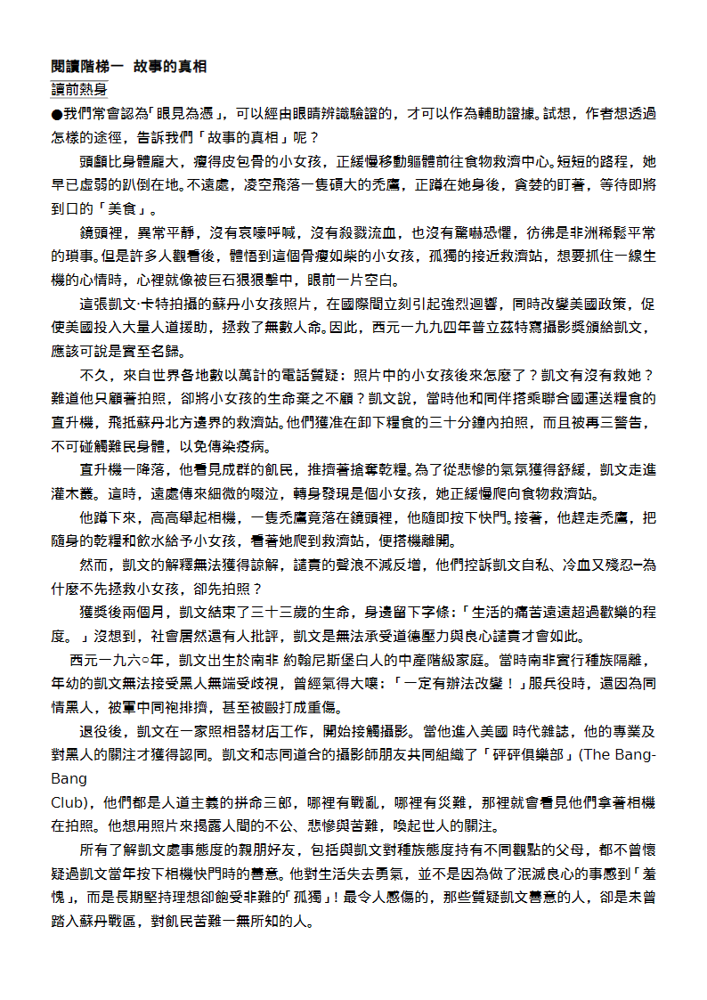 閱讀階梯一  故事的真相
讀前熱身
●我們常會認為「眼見為憑」，可以經由眼睛辨識驗證的，才可以作為輔助證據。試想，作者想透過
怎樣的途徑，告訴我們「故事的真相」呢？
頭顱比身體龐大，瘦得皮包骨的小女孩，正緩慢移動軀體前往食物救濟中心。短短的路程，她
早已虛弱的趴倒在地。不遠處，凌空飛落一隻碩大的禿鷹，正蹲在她身後，貪婪的盯著，等待即將
到口的「美食」。
鏡頭裡，異常平靜，沒有哀嚎呼喊，沒有殺戮流血，也沒有驚嚇恐懼，彷彿是非洲稀鬆平常
的瑣事。但是許多人觀看後，體悟到這個骨瘦如柴的小女孩，孤獨的接近救濟站，想要抓住一線生
機的心情時，心裡就像被巨石狠狠擊中，眼前一片空白。
這張凱文·卡特拍攝的蘇丹小女孩照片，在國際間立刻引起強烈迴響，同時改變美國政策，促
使美國投入大量人道援助，拯救了無數人命。因此，西元一九九四年普立茲特寫攝影獎頒給凱文，
應該可說是實至名歸。
不久，來自世界各地數以萬計的電話質疑：照片中的小女孩後來怎麼了？凱文有沒有救她？
難道他只顧著拍照，卻將小女孩的生命棄之不顧？凱文說，當時他和同伴搭乘聯合國運送糧食的
直升機，飛抵蘇丹北方邊界的救濟站。他們獲准在卸下糧食的三十分鐘內拍照，而且被再三警告，
不可碰觸難民身體，以免傳染疫病。
直升機一降落，他看見成群的飢民，推擠著搶奪乾糧。為了從悲慘的氣氛獲得舒緩，凱文走進
灌木叢。這時，遠處傳來細微的啜泣，轉身發現是個小女孩，她正緩慢爬向食物救濟站。
他蹲下來，高高舉起相機，一隻禿鷹竟落在鏡頭裡，他隨即按下快門。接著，他趕走禿鷹，把
隨身的乾糧和飲水給予小女孩，看著她爬到救濟站，便搭機離開。
然而，凱文的解釋無法獲得諒解，譴責的聲浪不減反增，他們控訴凱文自私、冷血又殘忍─為
什麼不先拯救小女孩，卻先拍照？
獲獎後兩個月，凱文結束了三十三歲的生命，身邊留下字條：「生活的痛苦遠遠超過歡樂的程
度。」沒想到，社會居然還有人批評，凱文是無法承受道德壓力與良心譴責才會如此。
西元一九六○年，凱文出生於南非 約翰尼斯堡白人的中產階級家庭。當時南非實行種族隔離，
年幼的凱文無法接受黑人無端受歧視，曾經氣得大嚷：「一定有辦法改變！」服兵役時，還因為同
情黑人，被軍中同袍排擠，甚至被毆打成重傷。
退役後，凱文在一家照相器材店工作，開始接觸攝影。當他進入美國 時代雜誌，他的專業及
對黑人的關注才獲得認同。凱文和志同道合的攝影師朋友共同組織了「砰砰俱樂部」(The Bang-
Bang
Club)，他們都是人道主義的拼命三郎，哪裡有戰亂，哪裡有災難，那裡就會看見他們拿著相機
在拍照。他想用照片來揭露人間的不公、悲慘與苦難，喚起世人的關注。
所有了解凱文處事態度的親朋好友，包括與凱文對種族態度持有不同觀點的父母，都不曾懷
疑過凱文當年按下相機快門時的善意。他對生活失去勇氣，並不是因為做了泯滅良心的事感到「羞
愧」，而是長期堅持理想卻飽受非難的「孤獨」！最令人感傷的，那些質疑凱文善意的人，卻是未曾
踏入蘇丹戰區，對飢民苦難一無所知的人。